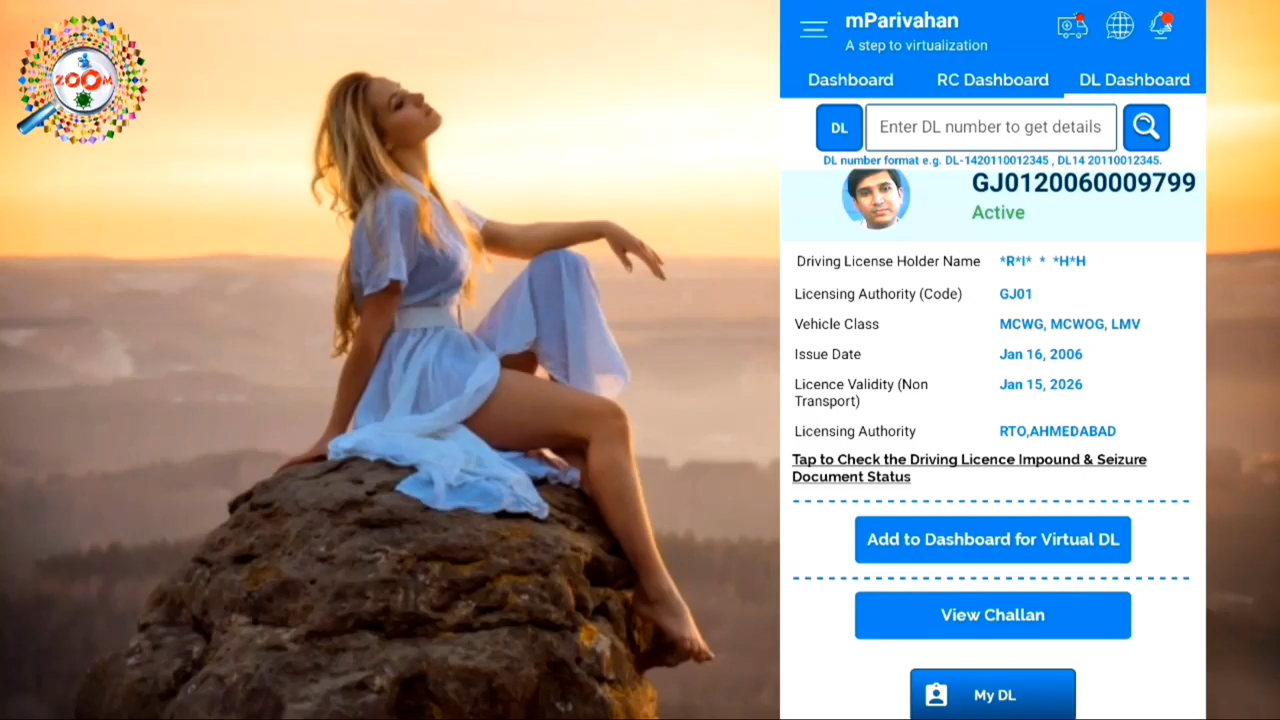 ZOOM
mParivahan
A step to virtualization
Dashboard RC Dashboard DL Dashboard
DL Enter DL number to get details
DL number format e.g. DL-1420110012345 , DL14 20110012345.
GJ0120060009799
Active
Driving License Holder Name *R*I* * *H*H
Licensing Authority (Code) GJ01
Vehicle Class MCWG, MCWOG, LMV
Issue Date Jan 16, 2006
Licence Validity (Non Jan 15, 2026
Transport)
Licensing Authority RTO,AHMEDABAD
Tap to Check the Driving Licence Impound & Seizure
Document Status
Add to Dashboard for Virtual DL
View Challan
My DL